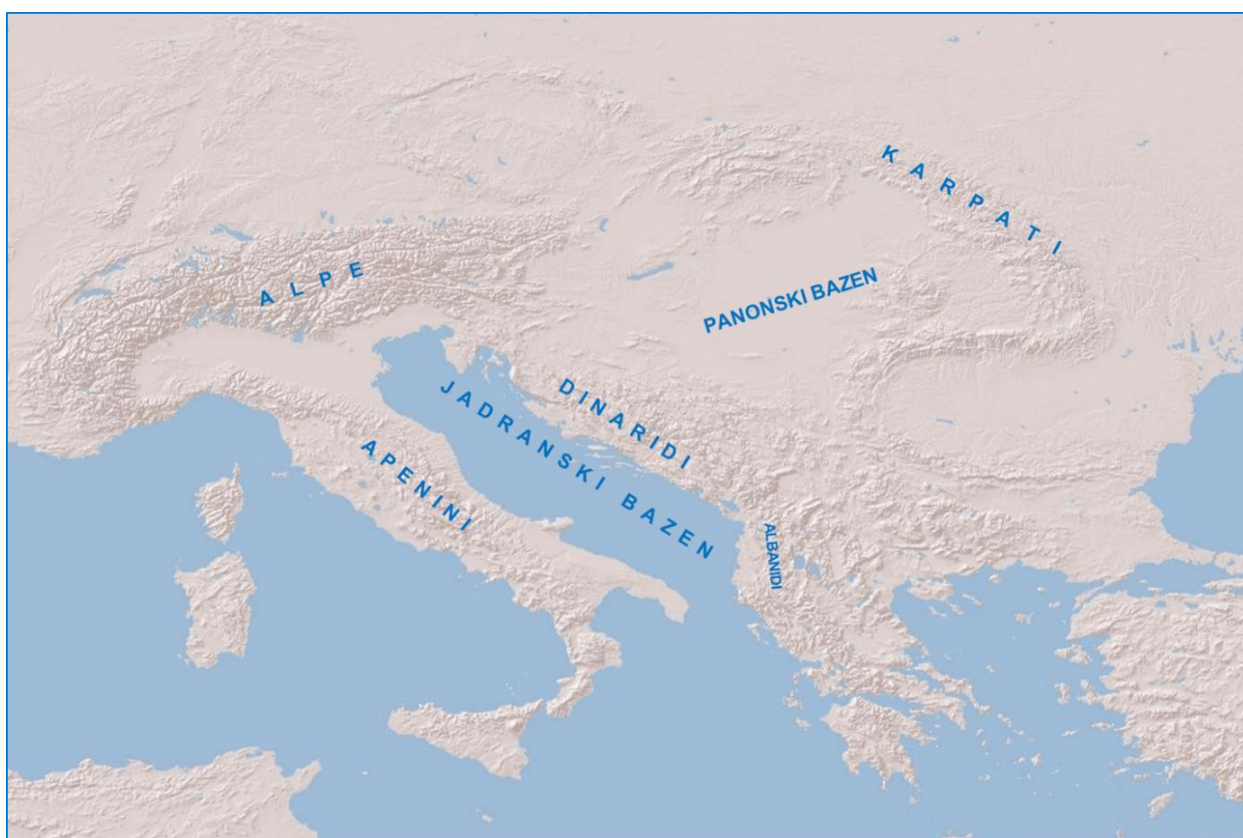 KARPATI
ALPE
PANONSKI BAZEN
DINARIDI
JADRANSKI BAZEN
APENINI
ALBANIDI